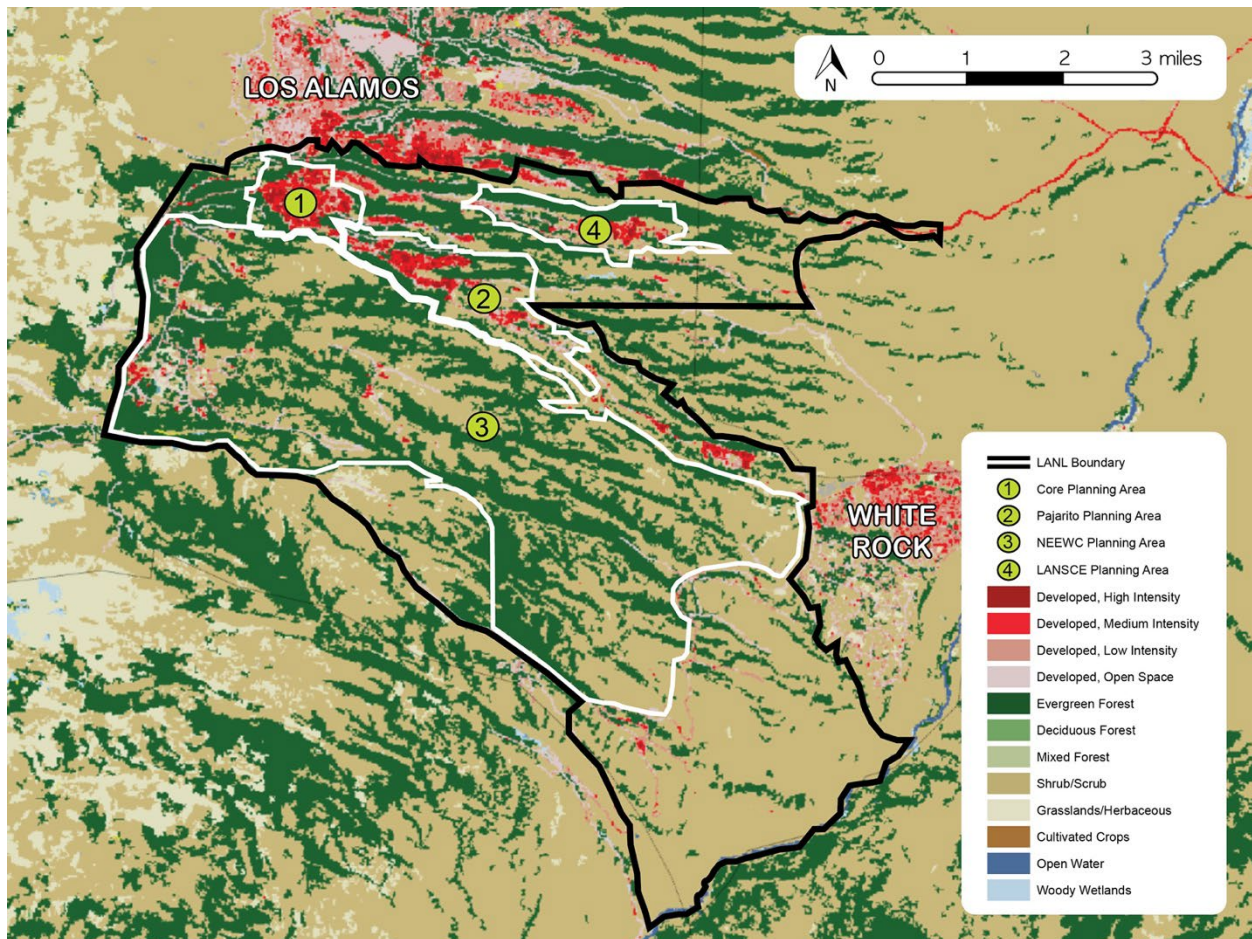 LOS ALAMOS
N
0 1 2 3 miles
1
4
2
3
WHITE
ROCK
LANL Boundary
1 Core Planning Area
2 Pajarito Planning Area
3 NEEWC Planning Area
4 LANSCE Planning Area
Developed, High Intensity
Developed, Medium Intensity
Developed, Low Intensity
Developed, Open Space
Evergreen Forest
Deciduous Forest
Mixed Forest
Shrub/Scrub
Grasslands/Herbaceous
Cultivated Crops
Open Water
Woody Wetlands